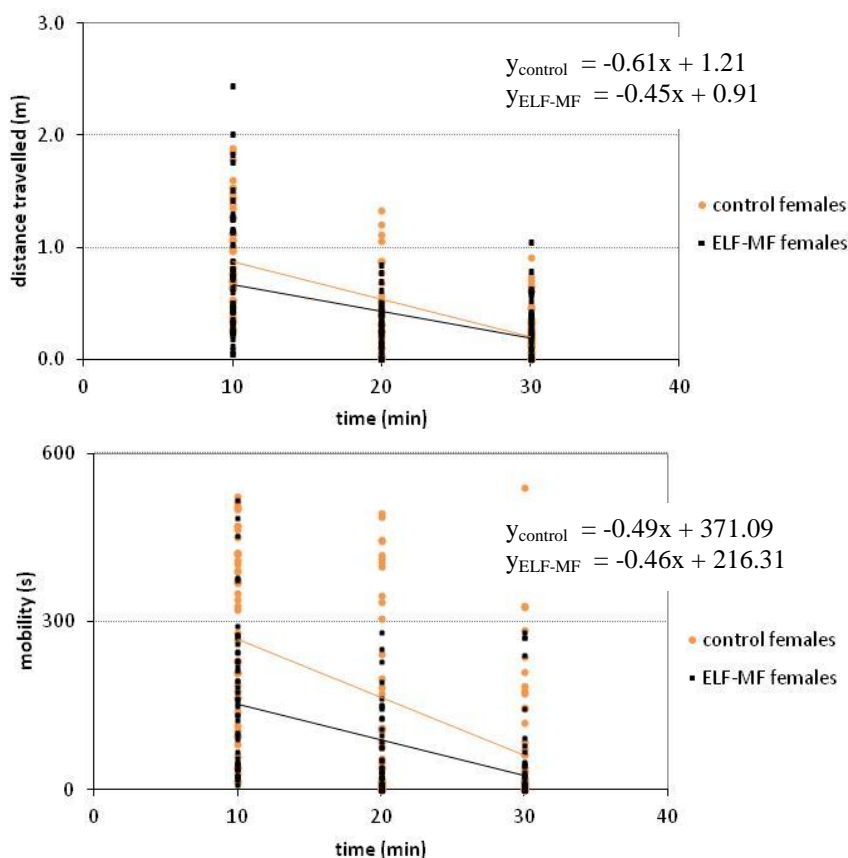 3.0
y_control = -0.61x + 1.21
y_ELF-MF = -0.45x + 0.91
distance travelled (m)
2.0
control females
ELF-MF females
1.0
0.0
0 10 20 30 40
time (min)
600
y_control = -0.49x + 371.09
y_ELF-MF = -0.46x + 216.31
mobility (s)
300
control females
ELF-MF females
0
0 10 20 30 40
time (min)